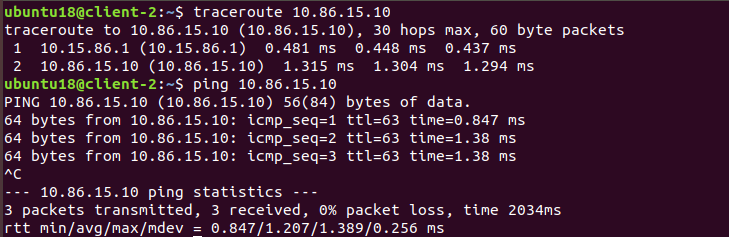 ubuntu18@client-2:~$ traceroute 10.86.15.10
traceroute to 10.86.15.10 (10.86.15.10), 30 hops max, 60 byte packets
 1  10.15.86.1 (10.15.86.1)  0.481 ms  0.448 ms  0.437 ms
 2  10.86.15.10 (10.86.15.10)  1.315 ms  1.304 ms  1.294 ms
ubuntu18@client-2:~$ ping 10.86.15.10
PING 10.86.15.10 (10.86.15.10) 56(84) bytes of data.
64 bytes from 10.86.15.10: icmp_seq=1 ttl=63 time=0.847 ms
64 bytes from 10.86.15.10: icmp_seq=2 ttl=63 time=1.38 ms
64 bytes from 10.86.15.10: icmp_seq=3 ttl=63 time=1.38 ms
^C
--- 10.86.15.10 ping statistics ---
3 packets transmitted, 3 received, 0% packet loss, time 2034ms
rtt min/avg/max/mdev = 0.847/1.207/1.389/0.256 ms